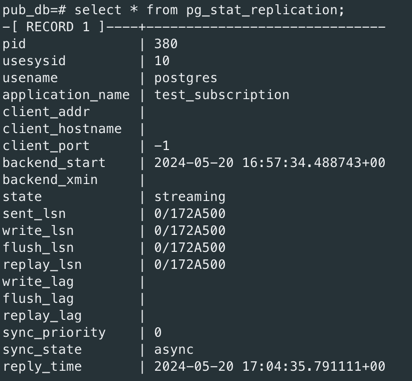 pub_db=# select * from pg_stat_replication;
-[ RECORD 1 ]----+------------------------------
pid              | 380
usesysid         | 10
usename          | postgres
application_name | test_subscription
client_addr      |
client_hostname  |
client_port      | -1
backend_start    | 2024-05-20 16:57:34.488743+00
backend_xmin     |
state            | streaming
sent_lsn         | 0/172A500
write_lsn        | 0/172A500
flush_lsn        | 0/172A500
replay_lsn       | 0/172A500
write_lag        |
flush_lag        |
replay_lag       |
sync_priority    | 0
sync_state       | async
reply_time       | 2024-05-20 17:04:35.791111+00